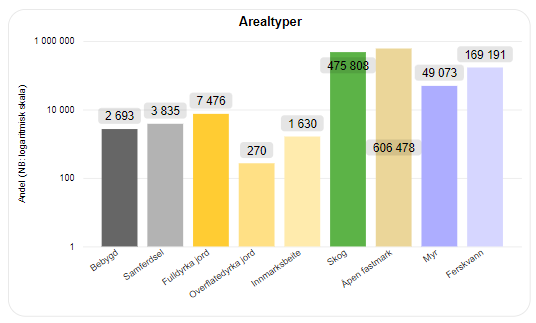 Arealtyper
Andel (NB: logaritmisk skala)
1 000 000
10 000
100
1
2 693
3 835
7 476
270
1 630
475 808
606 478
49 073
169 191
Bebygd
Samferdsel
Fulldyrka jord
Overflatedyrka jord
Innmarksbeite
Skog
Åpen fastmark
Myr
Ferskvann